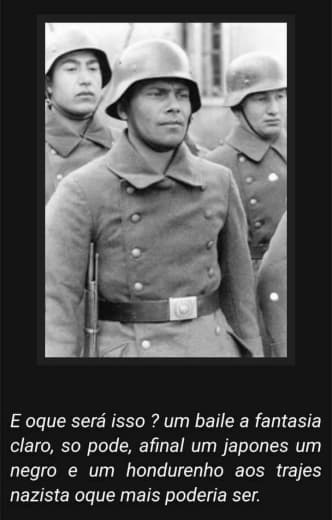 E oque será isso ? um baile a fantasia
claro, so pode, afinal um japones um
negro e um hondurenho aos trajes
nazista oque mais poderia ser.